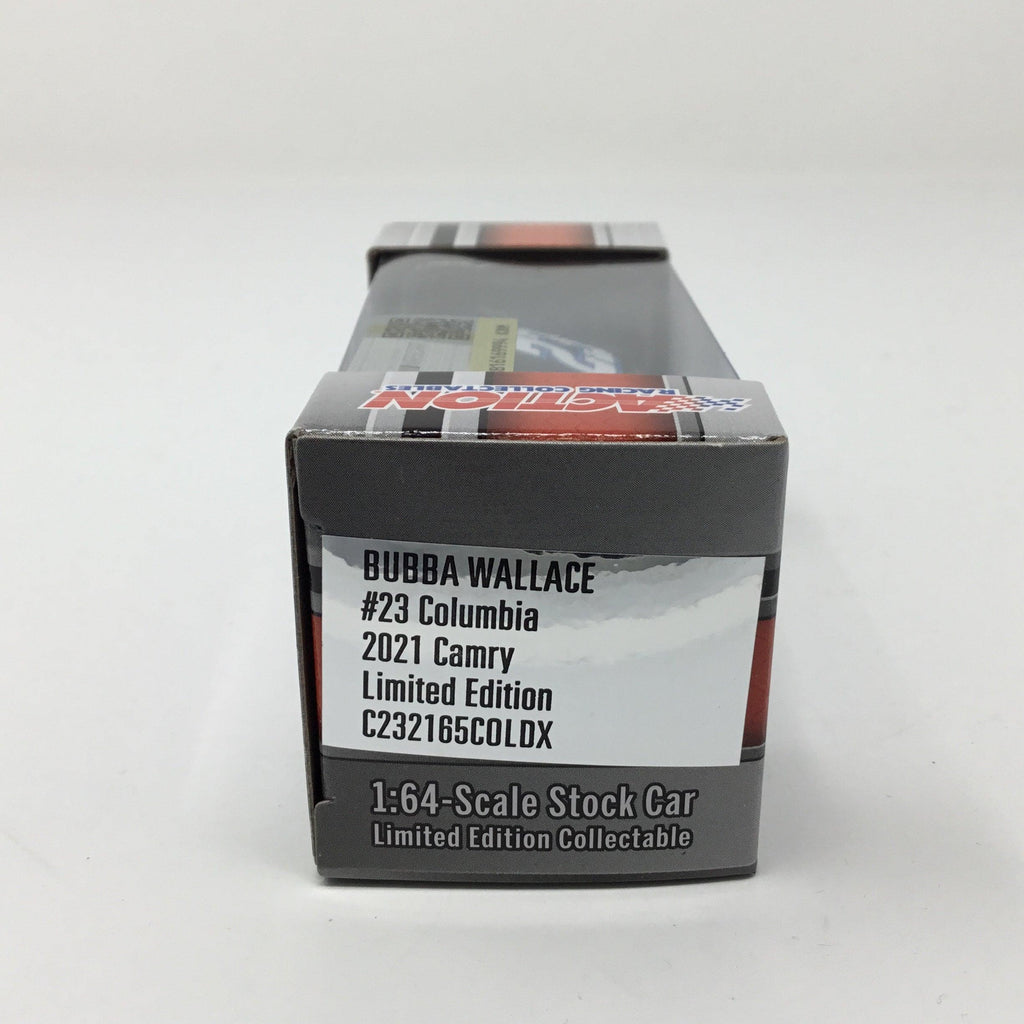 ACTION
RACING COLLECTABLES
BUBBA WALLACE
#23 Columbia
2021 Camry
Limited Edition
C232165COLDX
1:64-Scale Stock Car
Limited Edition Collectable